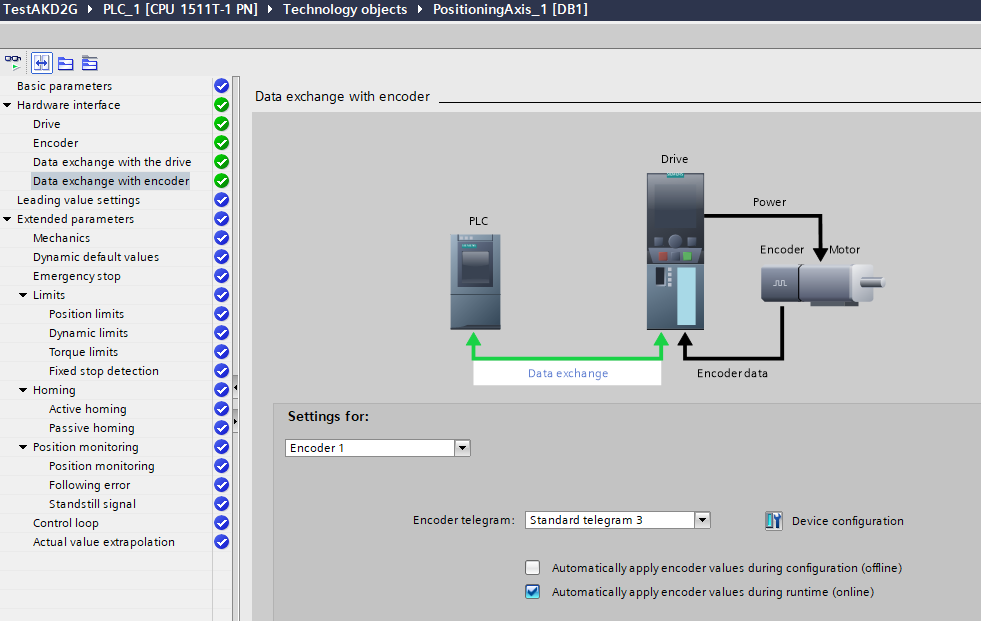 TestAKD2G ▸ PLC_1 [CPU 1511T-1 PN] ▸ Technology objects ▸ PositioningAxis_1 [DB1]
Basic parameters
Hardware interface
Drive
Encoder
Data exchange with the drive
Data exchange with encoder
Leading value settings
Extended parameters
Mechanics
Dynamic default values
Emergency stop
Limits
Position limits
Dynamic limits
Torque limits
Fixed stop detection
Homing
Active homing
Passive homing
Position monitoring
Position monitoring
Following error
Standstill signal
Control loop
Actual value extrapolation
Data exchange with encoder
Drive
Power
PLC
Encoder
Motor
Data exchange
Encoder data
Settings for:
Encoder 1
Encoder telegram:
Standard telegram 3
Device configuration
Automatically apply encoder values during configuration (offline)
Automatically apply encoder values during runtime (online)